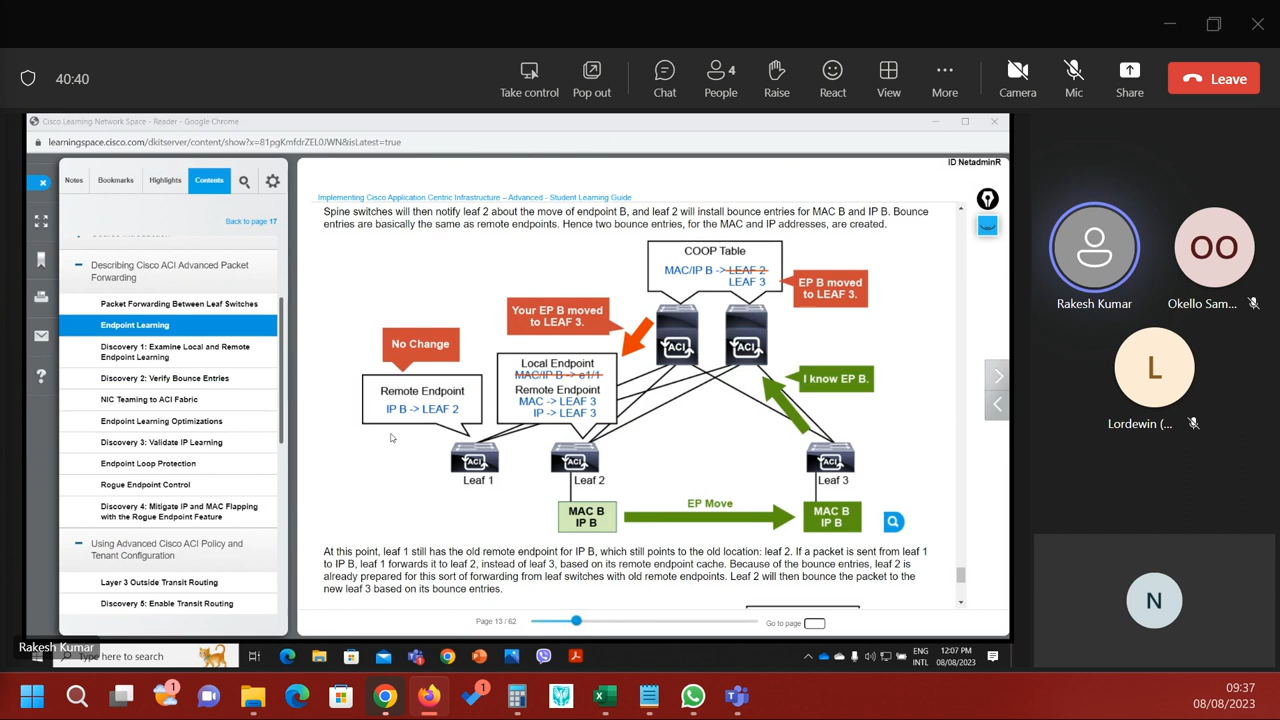 40:40
Take control
Pop out
Chat
4
People
Raise
React
View
More
Camera
Mic
Share
Leave
Cisco Learning Network Space - Reader - Google Chrome
learningspace.cisco.com/dkitserver/content/show?x=81pgKmfdrZEL0JWN&isLatest=true
Notes
Bookmarks
Highlights
Contents
Back to page 17
Describing Cisco ACI Advanced Packet
Forwarding
Packet Forwarding Between Leaf Switches
Endpoint Learning
Discovery 1: Examine Local and Remote
Endpoint Learning
Discovery 2: Verify Bounce Entries
NIC Teaming to ACI Fabric
Endpoint Learning Optimizations
Discovery 3: Validate IP Learning
Endpoint Loop Protection
Rogue Endpoint Control
Discovery 4: Mitigate IP and MAC Flapping
with the Rogue Endpoint Feature
Using Advanced Cisco ACI Policy and
Tenant Configuration
Layer 3 Outside Transit Routing
Discovery 5: Enable Transit Routing
ID NetadminR
Implementing Cisco Application Centric Infrastructure – Advanced - Student Learning Guide
Spine switches will then notify leaf 2 about the move of endpoint B, and leaf 2 will install bounce entries for MAC B and IP B. Bounce
entries are basically the same as remote endpoints. Hence two bounce entries, for the MAC and IP addresses, are created.
COOP Table
MAC/IP B -> LEAF 2
LEAF 3
EP B moved
to LEAF 3.
Your EP B moved
to LEAF 3.
No Change
Local Endpoint
MAC/IP B -> e1/1
Remote Endpoint
MAC -> LEAF 3
IP -> LEAF 3
Remote Endpoint
IP B -> LEAF 2
ACI
ACI
I know EP B.
ACI
ACI
ACI
Leaf 1
Leaf 2
Leaf 3
MAC B
IP B
EP Move
MAC B
IP B
At this point, leaf 1 still has the old remote endpoint for IP B, which still points to the old location: leaf 2. If a packet is sent from leaf 1
to IP B, leaf 1 forwards it to leaf 2, instead of leaf 3, based on its remote endpoint cache. Because of the bounce entries, leaf 2 is
already prepared for this sort of forwarding from leaf switches with old remote endpoints. Leaf 2 will then bounce the packet to the
new leaf 3 based on its bounce entries.
Page 13 / 62
Go to page
Rakesh Kumar
Type here to search
ENG
INTL
12:07 PM
08/08/2023
Rakesh Kumar
OO
Okello Sam...
L
Lordewin (...
N
1
1
09:37
08/08/2023